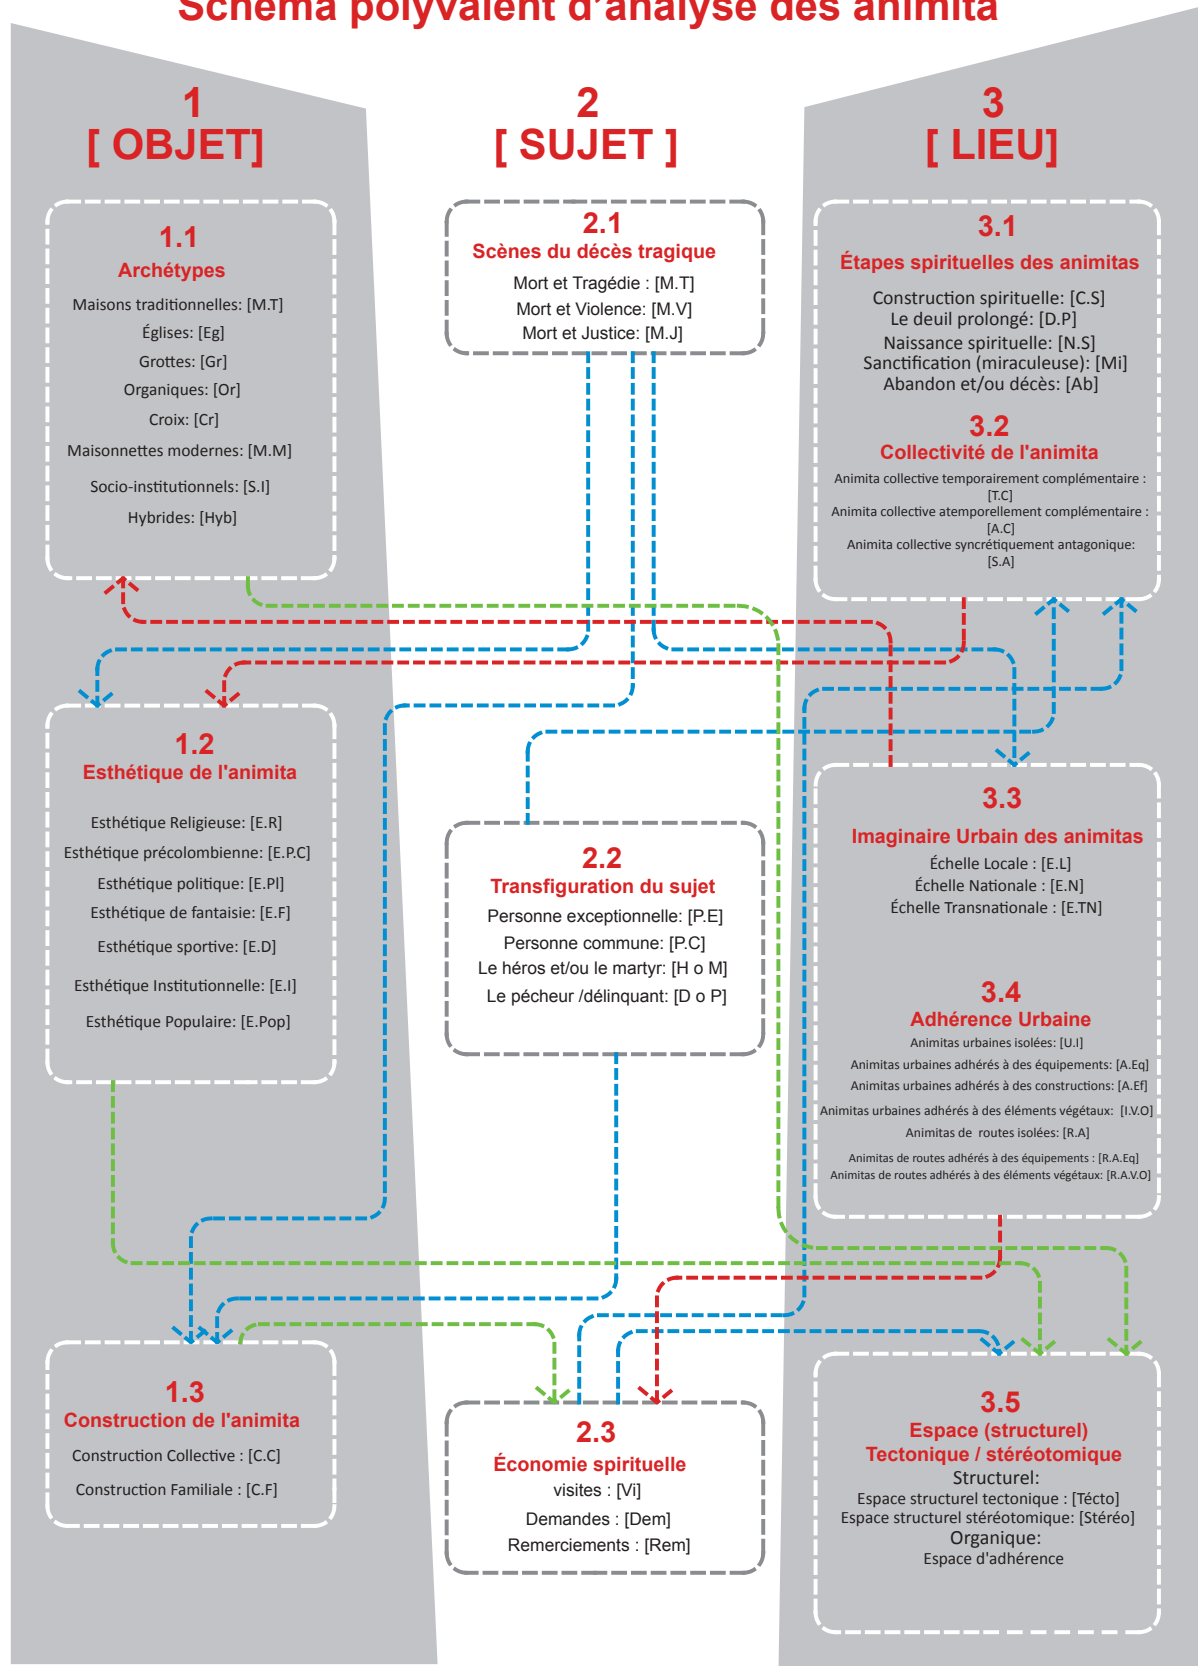 Schéma polyvalent d'analyse des animita
1
[ OBJET]
1.1
Archétypes
Maisons traditionnelles: [M.T]
Églises: [Eg]
Grottes: [Gr]
Organiques: [Or]
Croix: [Cr]
Maisonnettes modernes: [M.M]
Socio-institutionnels: [S.I]
Hybrides: [Hyb]
1.2
Esthétique de l'animita
Esthétique Religieuse: [E.R]
Esthétique précolombienne: [E.P.C]
Esthétique politique: [E.Pl]
Esthétique de fantaisie: [E.F]
Esthétique sportive: [E.D]
Esthétique Institutionnelle: [E.I]
Esthétique Populaire: [E.Pop]
1.3
Construction de l'animita
Construction Collective : [C.C]
Construction Familiale : [C.F]
2
[ SUJET ]
2.1
Scènes du décès tragique
Mort et Tragédie : [M.T]
Mort et Violence: [M.V]
Mort et Justice: [M.J]
2.2
Transfiguration du sujet
Personne exceptionnelle: [P.E]
Personne commune: [P.C]
Le héros et/ou le martyr: [H o M]
Le pécheur /délinquant: [D o P]
2.3
Économie spirituelle
visites : [Vi]
Demandes : [Dem]
Remerciements : [Rem]
3
[ LIEU]
3.1
Étapes spirituelles des animitas
Construction spirituelle: [C.S]
Le deuil prolongé: [D.P]
Naissance spirituelle: [N.S]
Sanctification (miraculeuse): [Mi]
Abandon et/ou décès: [Ab]
3.2
Collectivité de l'animita
Animita collective temporairement complémentaire :
[T.C]
Animita collective atemporellement complémentaire :
[A.C]
Animita collective syncrétiquement antagonique:
[S.A]
3.3
Imaginaire Urbain des animitas
Échelle Locale : [E.L]
Échelle Nationale : [E.N]
Échelle Transnationale : [E.TN]
3.4
Adhérence Urbaine
Animitas urbaines isolées: [U.I]
Animitas urbaines adhérés à des équipements: [A.Eq]
Animitas urbaines adhérés à des constructions: [A.Ef]
Animitas urbaines adhérés à des éléments végétaux: [I.V.O]
Animitas de routes isolées: [R.A]
Animitas de routes adhérés à des équipements : [R.A.Eq]
Animitas de routes adhérés à des éléments végétaux: [R.A.V.O]
3.5
Espace (structurel)
Tectonique / stéréotomique
Structurel:
Espace structurel tectonique : [Técto]
Espace structurel stéréotomique: [Stéréo]
Organique:
Espace d'adhérence